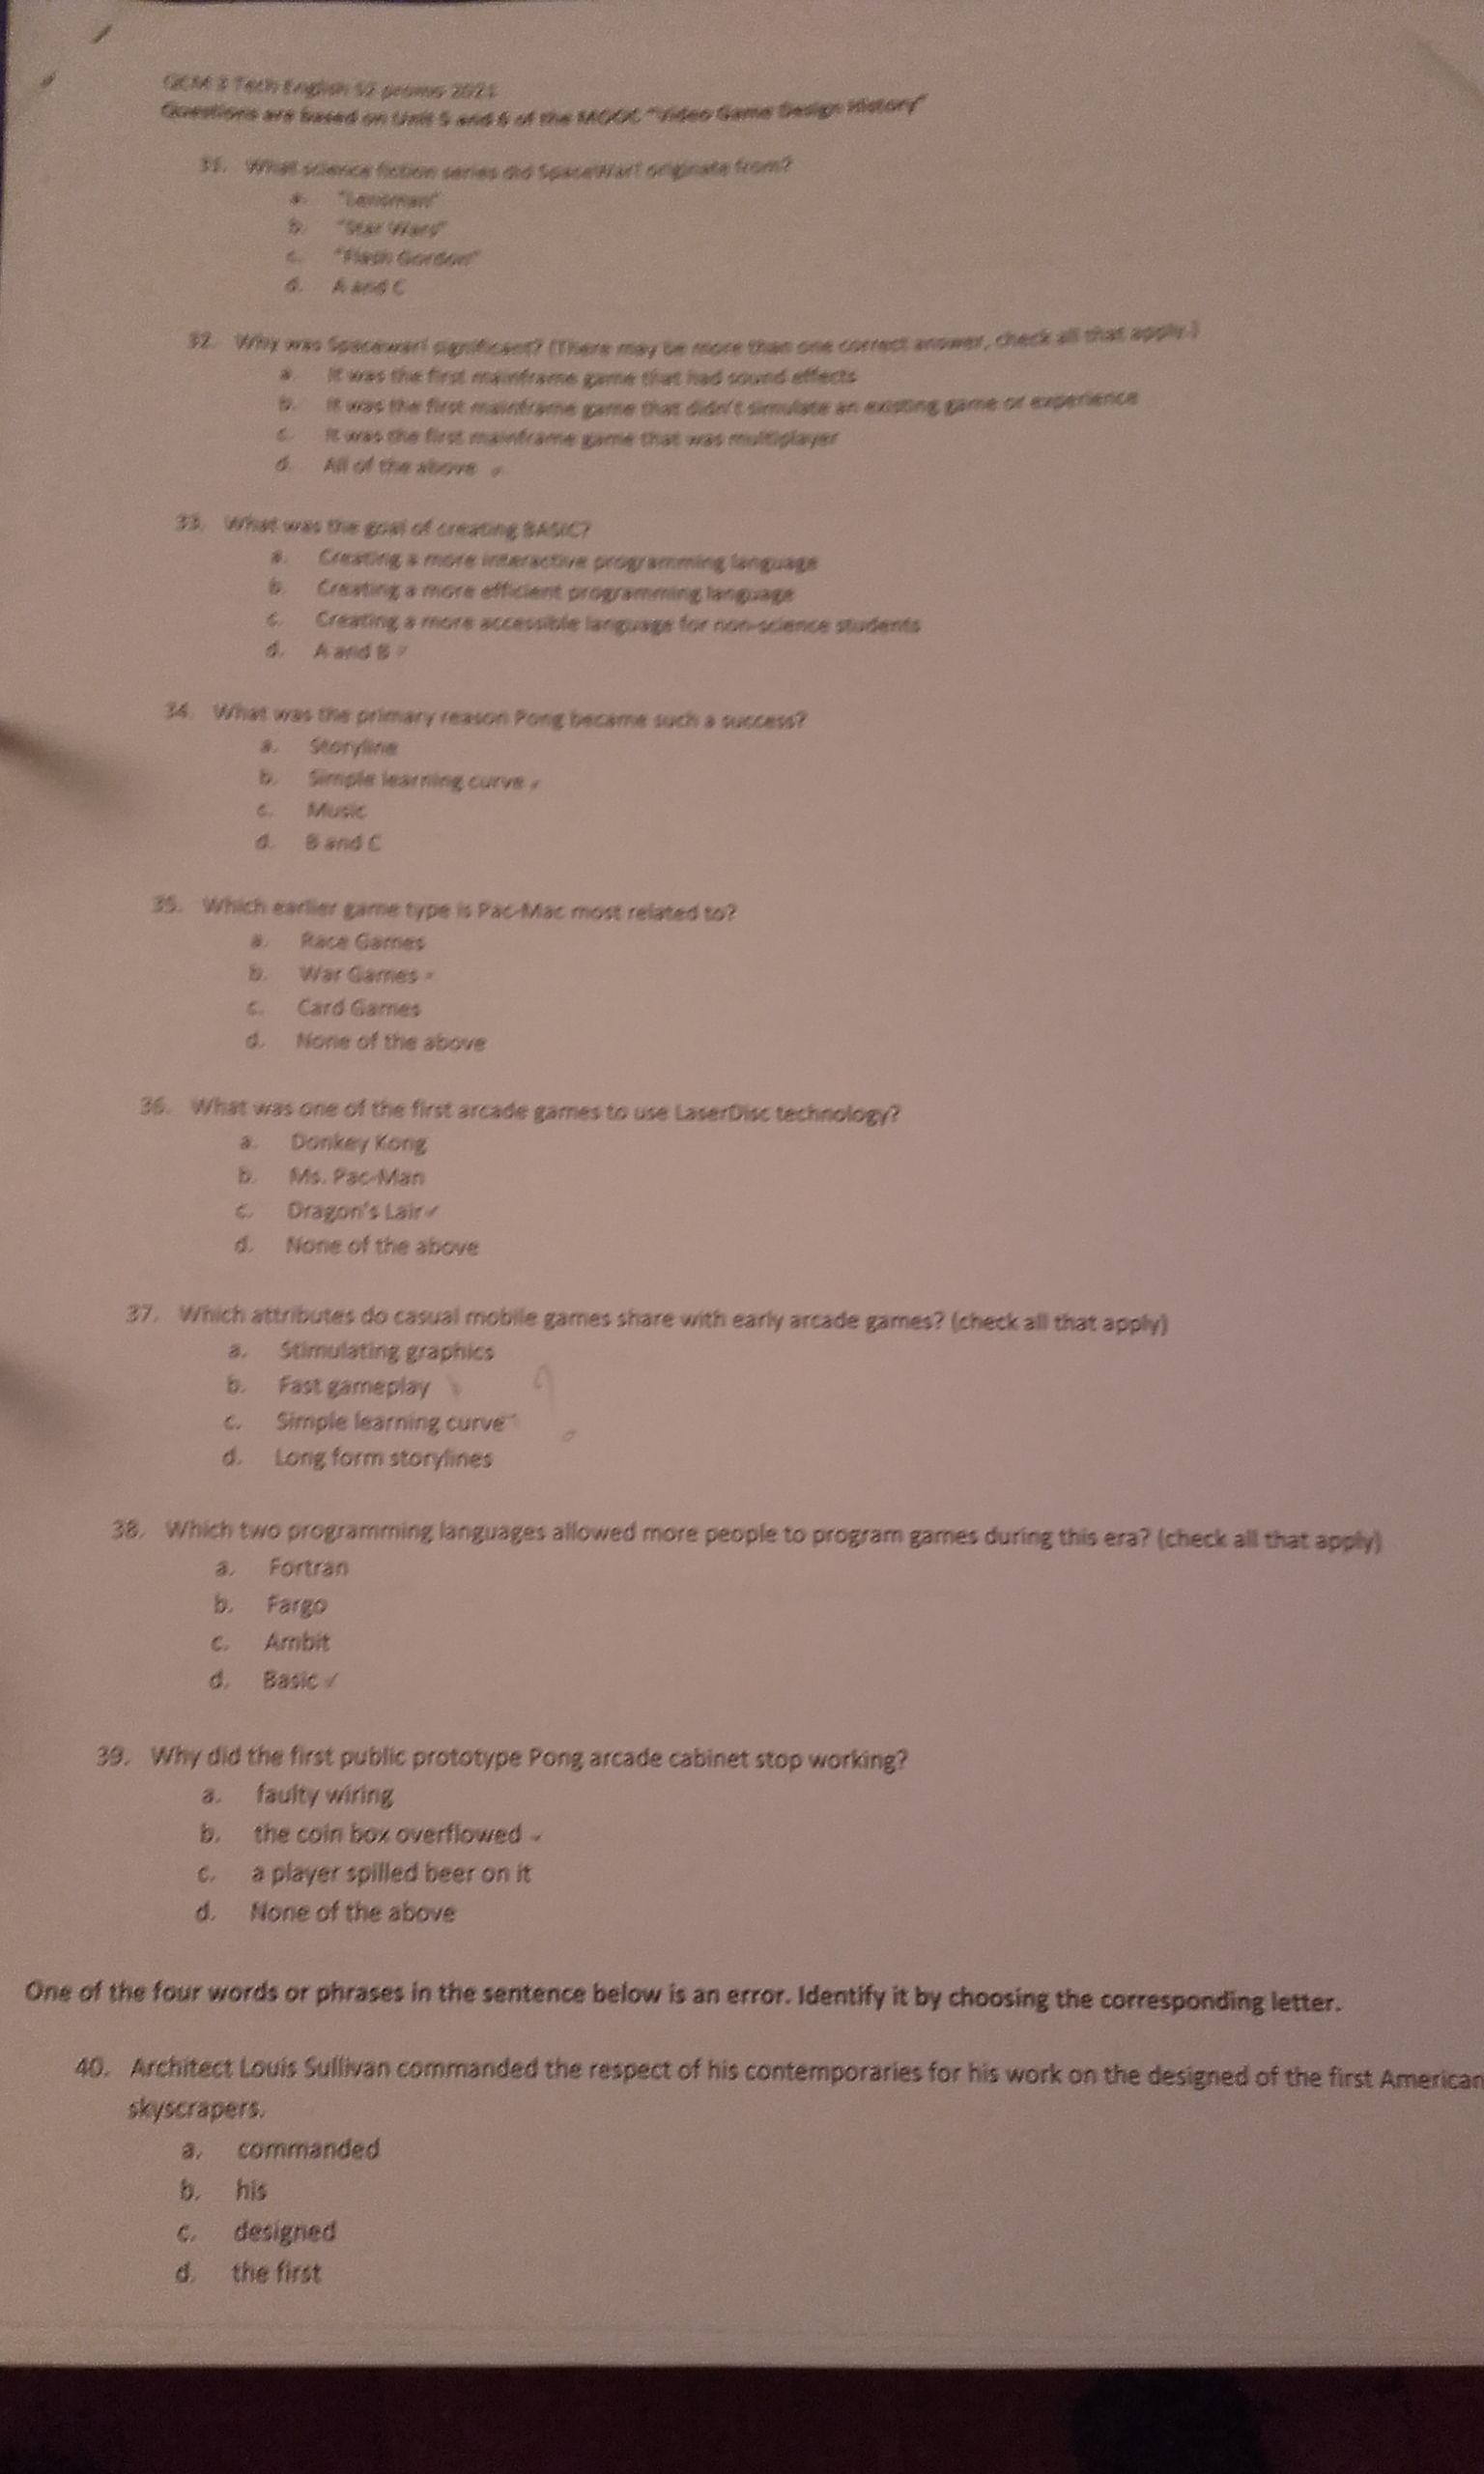 QCM 3 Tech English S2 promo 2021
Questions are based on Unit 5 and 6 of the MOOC "Video Game Design History"
31. What science fiction series did SpaceWar! originate from?
a. "Lensman"
b. "Star Wars"
c. "Flash Gordon"
d. A and C
32. Why was Spacewar! significant? (There may be more than one correct answer, check all that apply.)
a. It was the first mainframe game that had sound effects
b. It was the first mainframe game that didn't simulate an existing game or experience
c. It was the first mainframe game that was multiplayer
d. All of the above
33. What was the goal of creating BASIC?
a. Creating a more interactive programming language
b. Creating a more efficient programming language
c. Creating a more accessible language for non-science students
d. A and B
34. What was the primary reason Pong became such a success?
a. Storyline
b. Simple learning curve
c. Music
d. B and C
35. Which earlier game type is Pac-Mac most related to?
a. Race Games
b. War Games
c. Card Games
d. None of the above
36. What was one of the first arcade games to use LaserDisc technology?
a. Donkey Kong
b. Ms. Pac-Man
c. Dragon's Lair
d. None of the above
37. Which attributes do casual mobile games share with early arcade games? (check all that apply)
a. Stimulating graphics
b. Fast gameplay
c. Simple learning curve
d. Long form storylines
38. Which two programming languages allowed more people to program games during this era? (check all that apply)
a. Fortran
b. Fargo
c. Ambit
d. Basic
39. Why did the first public prototype Pong arcade cabinet stop working?
a. faulty wiring
b. the coin box overflowed
c. a player spilled beer on it
d. None of the above
One of the four words or phrases in the sentence below is an error. Identify it by choosing the corresponding letter.
40. Architect Louis Sullivan commanded the respect of his contemporaries for his work on the designed of the first American
skyscrapers.
a. commanded
b. his
c. designed
d. the first